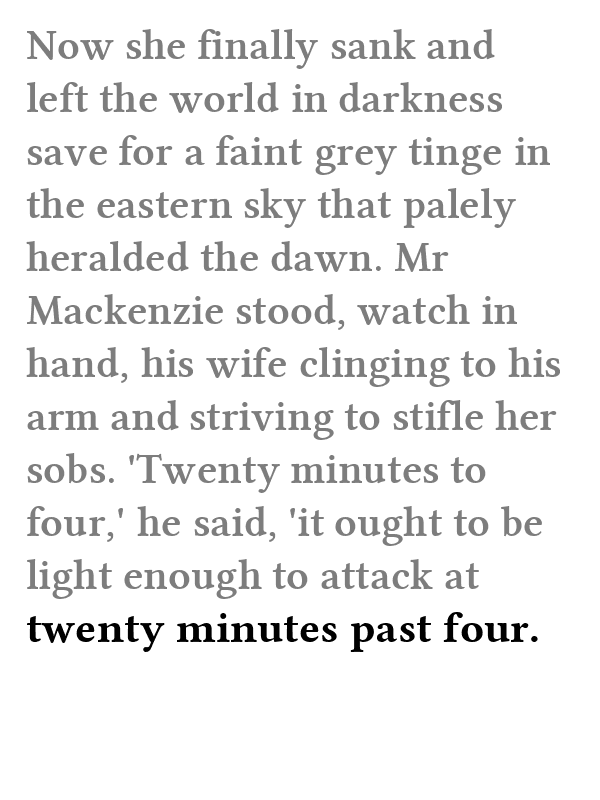 Now she finally sank and
left the world in darkness
save for a faint grey tinge in
the eastern sky that palely
heralded the dawn. Mr
Mackenzie stood, watch in
hand, his wife clinging to his
arm and striving to stifle her
sobs. 'Twenty minutes to
four,' he said, 'it ought to be
light enough to attack at
twenty minutes past four.